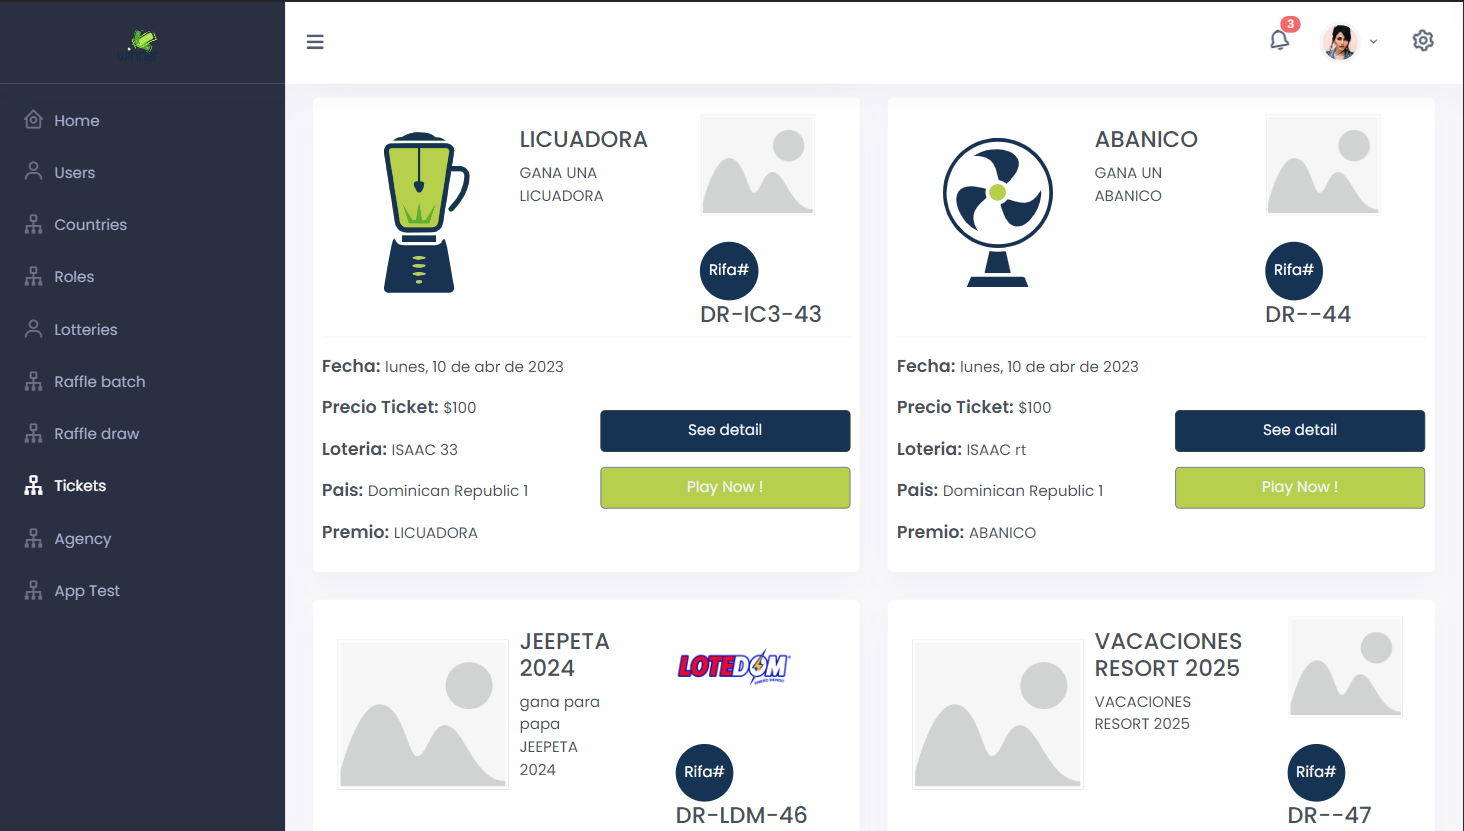 3
Home
Users
Countries
Roles
Lotteries
Raffle batch
Raffle draw
Tickets
Agency
App Test
LICUADORA
GANA UNA
LICUADORA
Rifa#
DR-IC3-43
Fecha: lunes, 10 de abr de 2023
Precio Ticket: $100
Loteria: ISAAC 33
Pais: Dominican Republic 1
Premio: LICUADORA
See detail
Play Now !
ABANICO
GANA UN
ABANICO
Rifa#
DR--44
Fecha: lunes, 10 de abr de 2023
Precio Ticket: $100
Loteria: ISAAC rt
Pais: Dominican Republic 1
Premio: ABANICO
See detail
Play Now !
JEEPETA
2024
gana para
papa
JEEPETA
2024
LOTEDOM
Rifa#
DR-LDM-46
VACACIONES
RESORT 2025
VACACIONES
RESORT 2025
Rifa#
DR--47